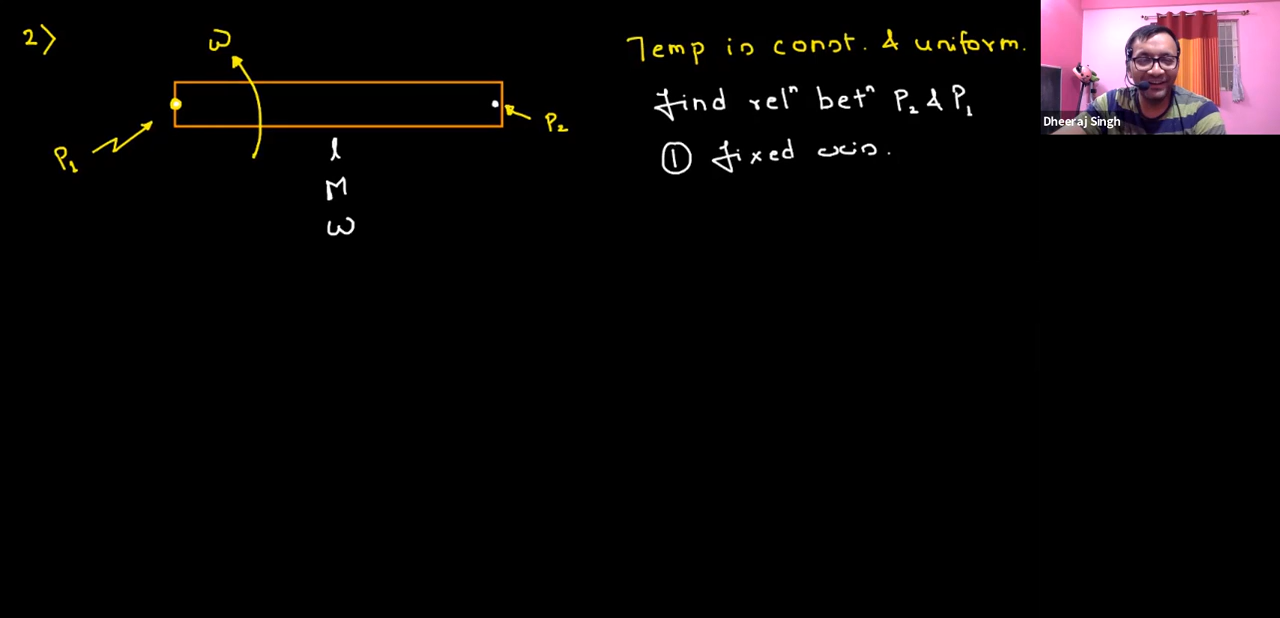 2)
ω
Temp is const. & uniform.
find relⁿ betⁿ P₂ & P₁
① fixed axis.
P₁
P₂
l
M
ω
Dheeraj Singh